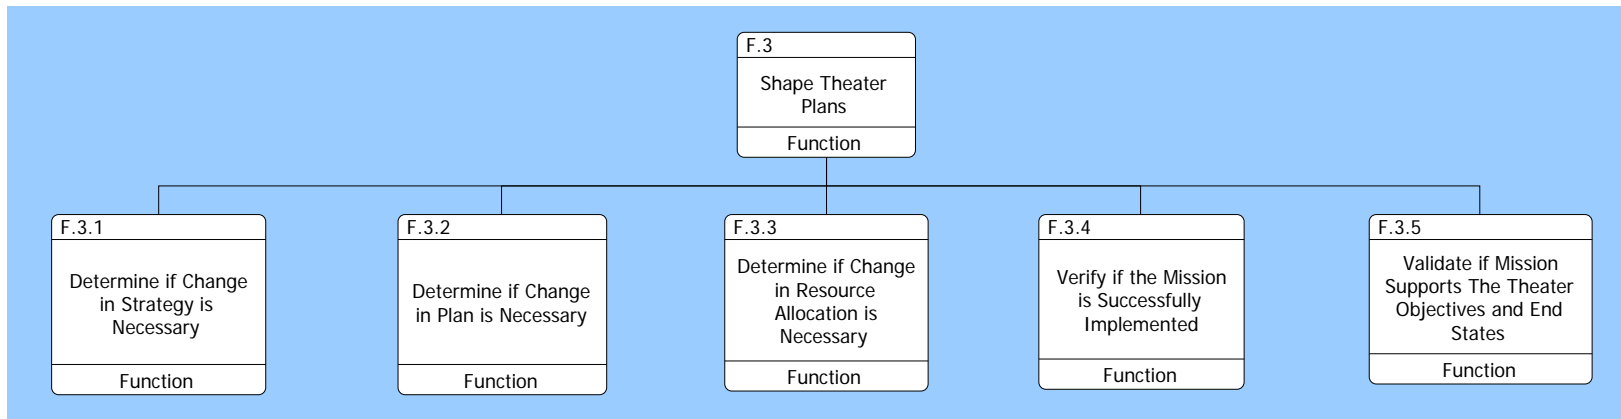 F.3
Shape Theater
Plans
Function
F.3.1
Determine if Change
in Strategy is
Necessary
Function
F.3.2
Determine if Change
in Plan is Necessary
Function
F.3.3
Determine if Change
in Resource
Allocation is
Necessary
Function
F.3.4
Verify if the Mission
is Successfully
Implemented
Function
F.3.5
Validate if Mission
Supports The Theater
Objectives and End
States
Function